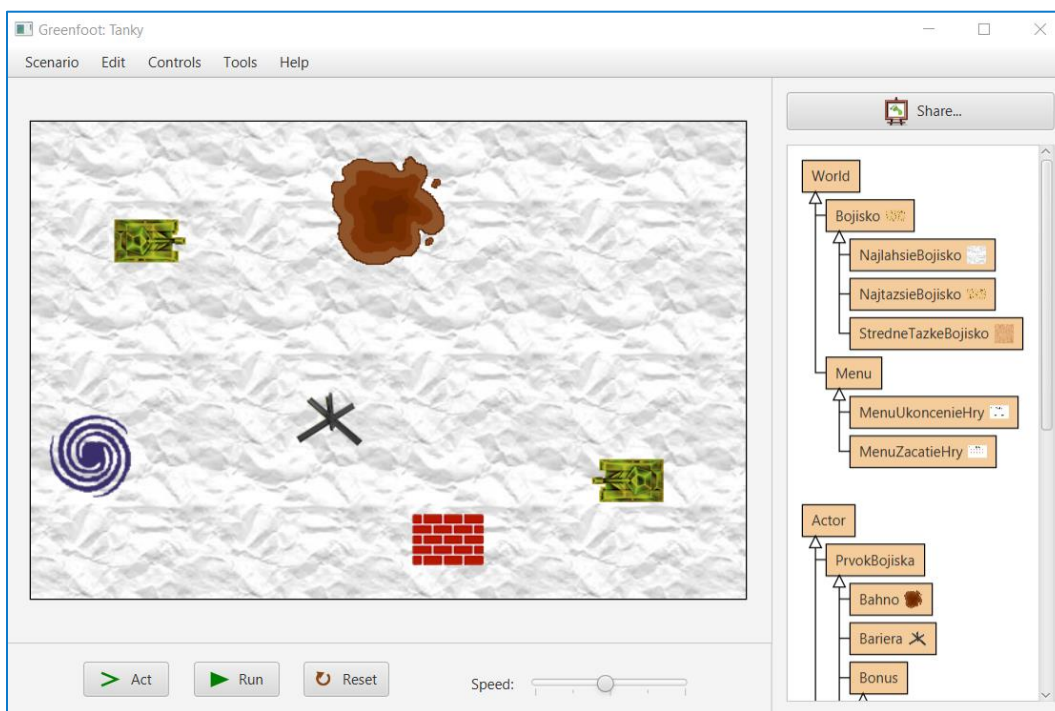 Greenfoot: Tanky
Scenario Edit Controls Tools Help
Share...
World
Bojisko
NajlahsieBojisko
NajtazsieBojisko
StredneTazkeBojisko
Menu
MenuUkoncenieHry
MenuZacatieHry
Actor
PrvokBojiska
Bahno
Bariera
Bonus
Act Run Reset Speed: